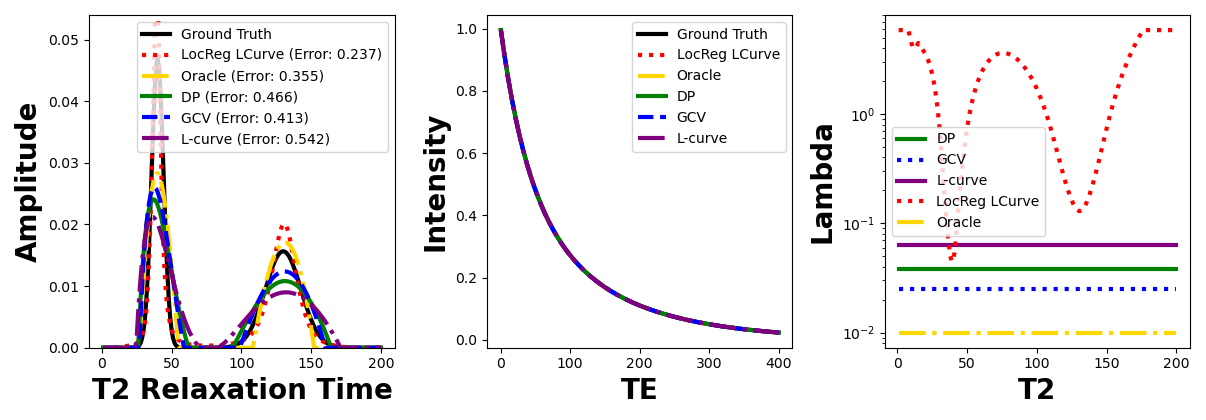 0.05
0.04
0.03
0.02
0.01
0.00
Amplitude
Ground Truth
LocReg LCurve (Error: 0.237)
Oracle (Error: 0.355)
DP (Error: 0.466)
GCV (Error: 0.413)
L-curve (Error: 0.542)
0 50 100 150 200
T2 Relaxation Time
1.0
0.8
0.6
0.4
0.2
0.0
Intensity
Ground Truth
LocReg LCurve
Oracle
DP
GCV
L-curve
0 100 200 300 400
TE
10⁰
10⁻¹
10⁻²
Lambda
DP
GCV
L-curve
LocReg LCurve
Oracle
0 50 100 150 200
T2